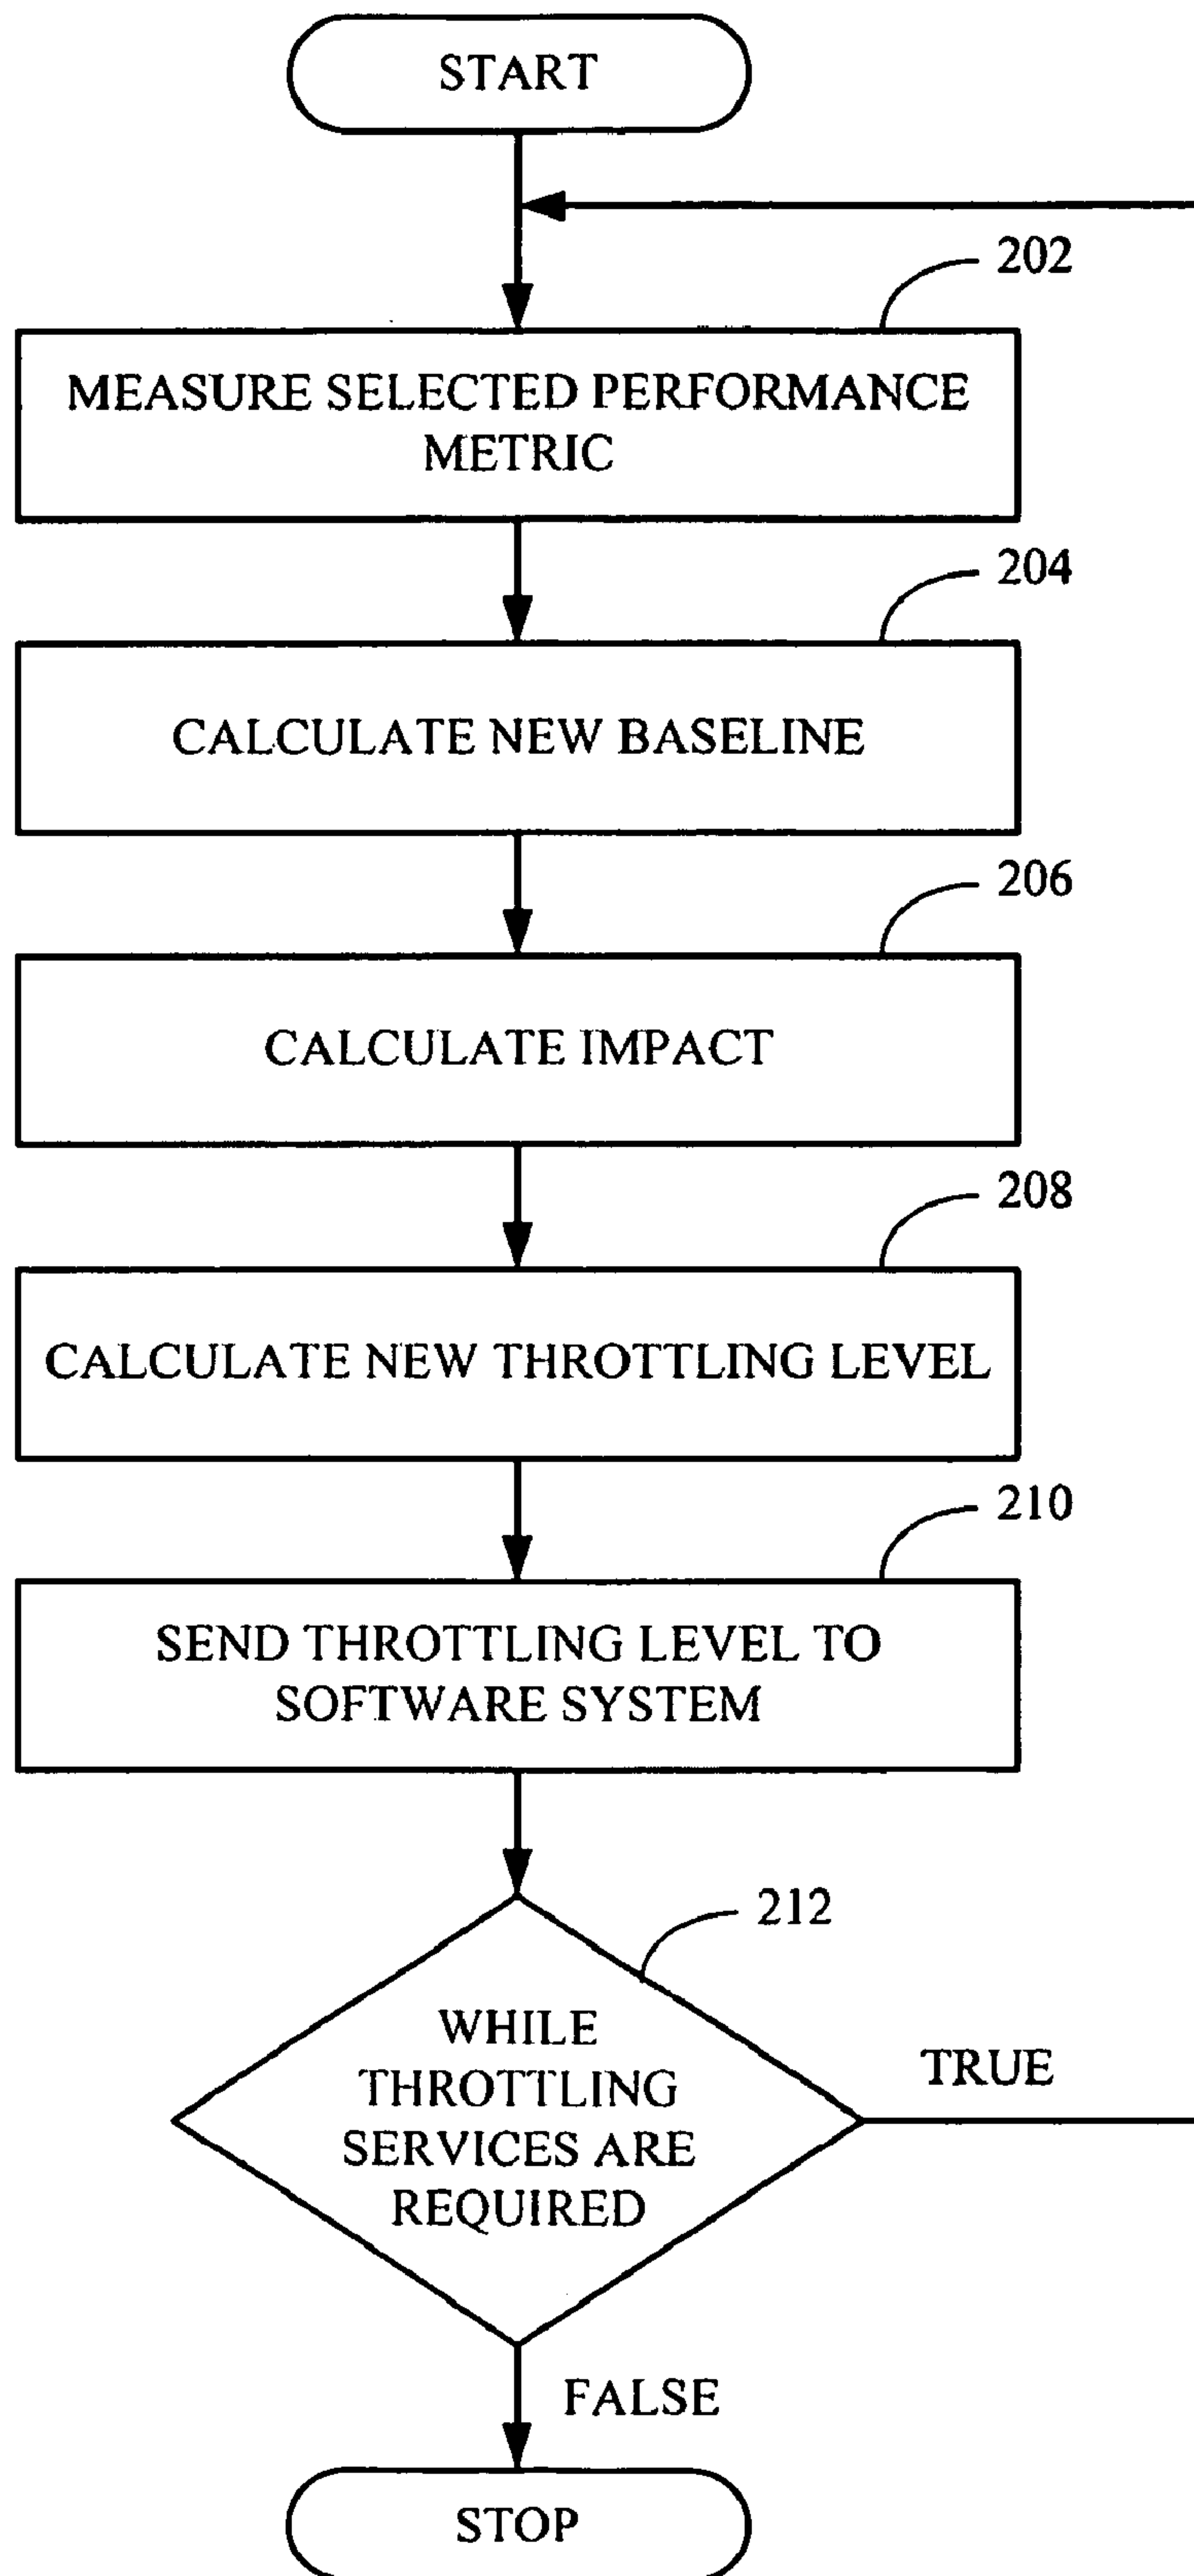 START
202
MEASURE SELECTED PERFORMANCE
METRIC
204
CALCULATE NEW BASELINE
206
CALCULATE IMPACT
208
CALCULATE NEW THROTTLING LEVEL
210
SEND THROTTLING LEVEL TO
SOFTWARE SYSTEM
212
WHILE
THROTTLING
SERVICES ARE
REQUIRED
TRUE
FALSE
STOP